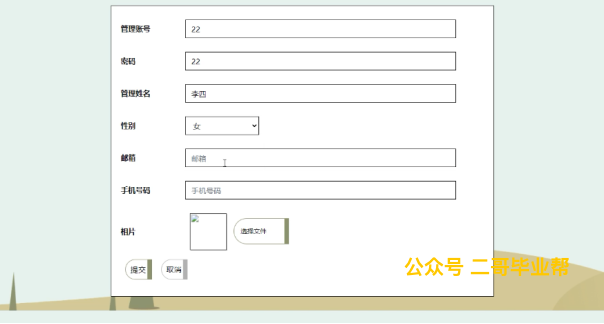 管理账号 22
密码 22
管理姓名 李四
性别 女
邮箱 邮箱
手机号码 手机号码
相片 选择文件
提交 取消
公众号 二哥毕业帮